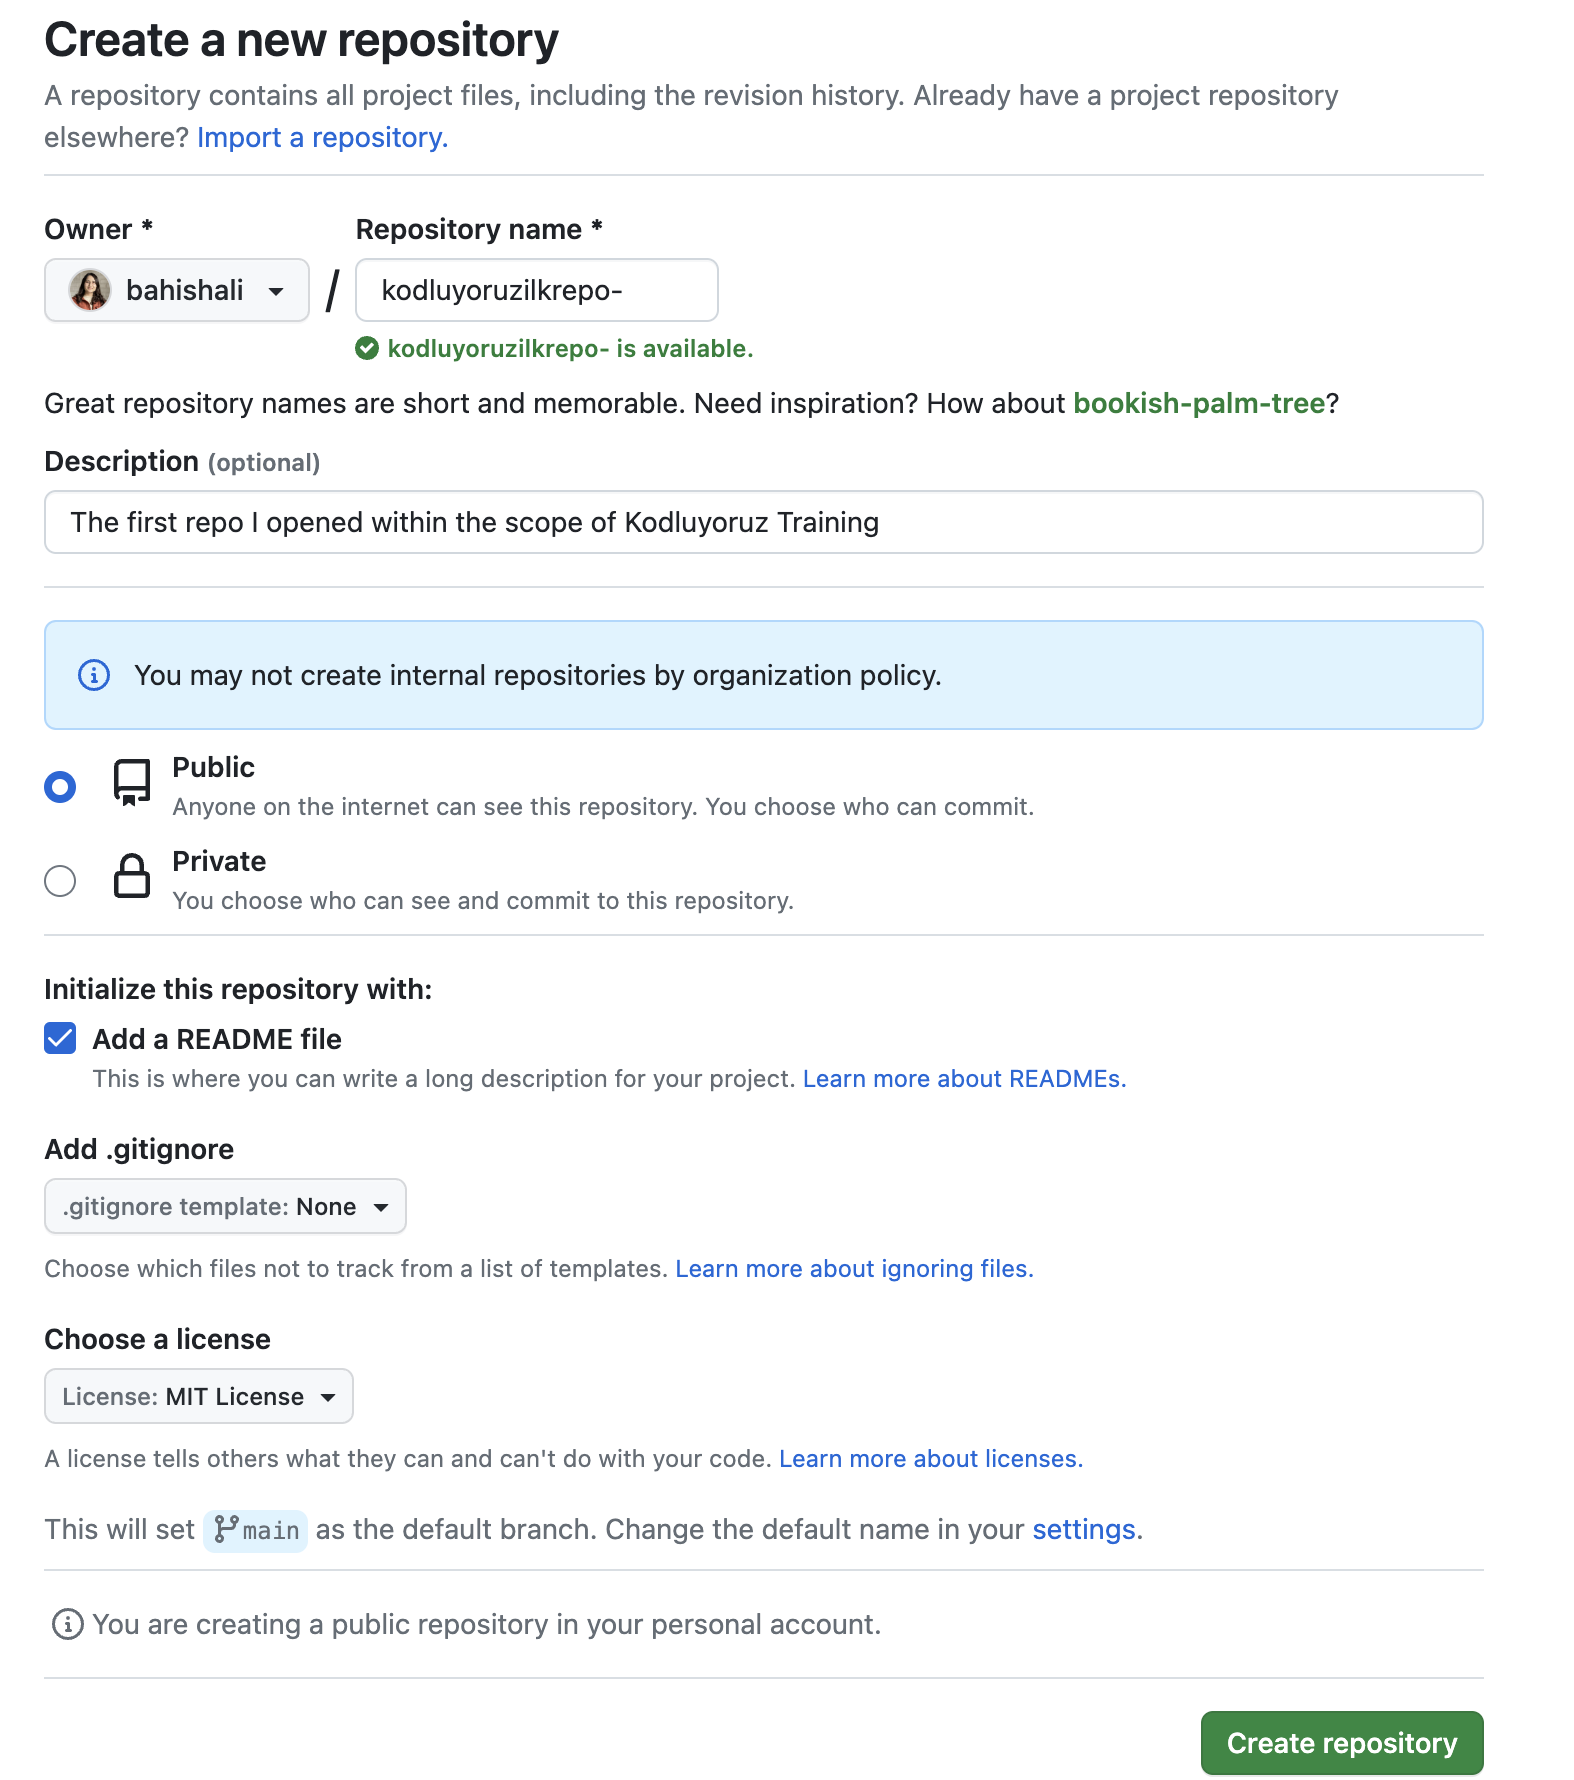 Create a new repository
A repository contains all project files, including the revision history. Already have a project repository
elsewhere? Import a repository.
Owner *
Repository name *
bahishali
/
kodluyoruzilkrepo-
kodluyoruzilkrepo- is available.
Great repository names are short and memorable. Need inspiration? How about bookish-palm-tree?
Description (optional)
The first repo I opened within the scope of Kodluyoruz Training
You may not create internal repositories by organization policy.
Public
Anyone on the internet can see this repository. You choose who can commit.
Private
You choose who can see and commit to this repository.
Initialize this repository with:
Add a README file
This is where you can write a long description for your project. Learn more about READMEs.
Add .gitignore
.gitignore template: None
Choose which files not to track from a list of templates. Learn more about ignoring files.
Choose a license
License: MIT License
A license tells others what they can and can't do with your code. Learn more about licenses.
This will set main as the default branch. Change the default name in your settings.
You are creating a public repository in your personal account.
Create repository